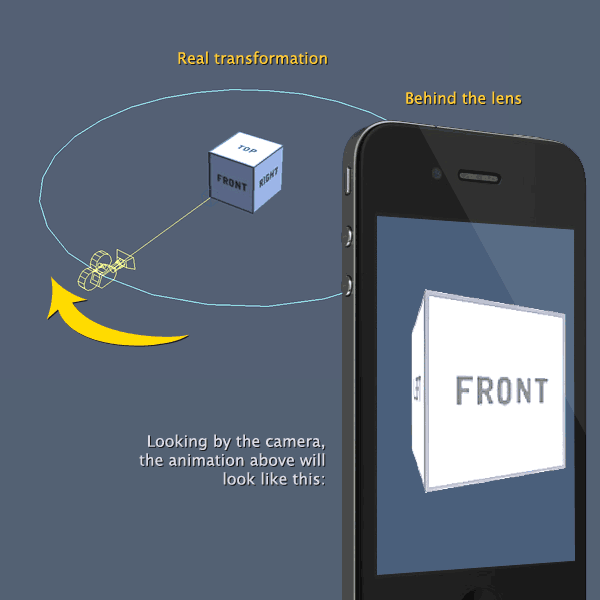 Real transformation
Behind the lens
TOP
FRONT
RIGHT
FRONT
Looking by the camera,
the animation above will
look like this: